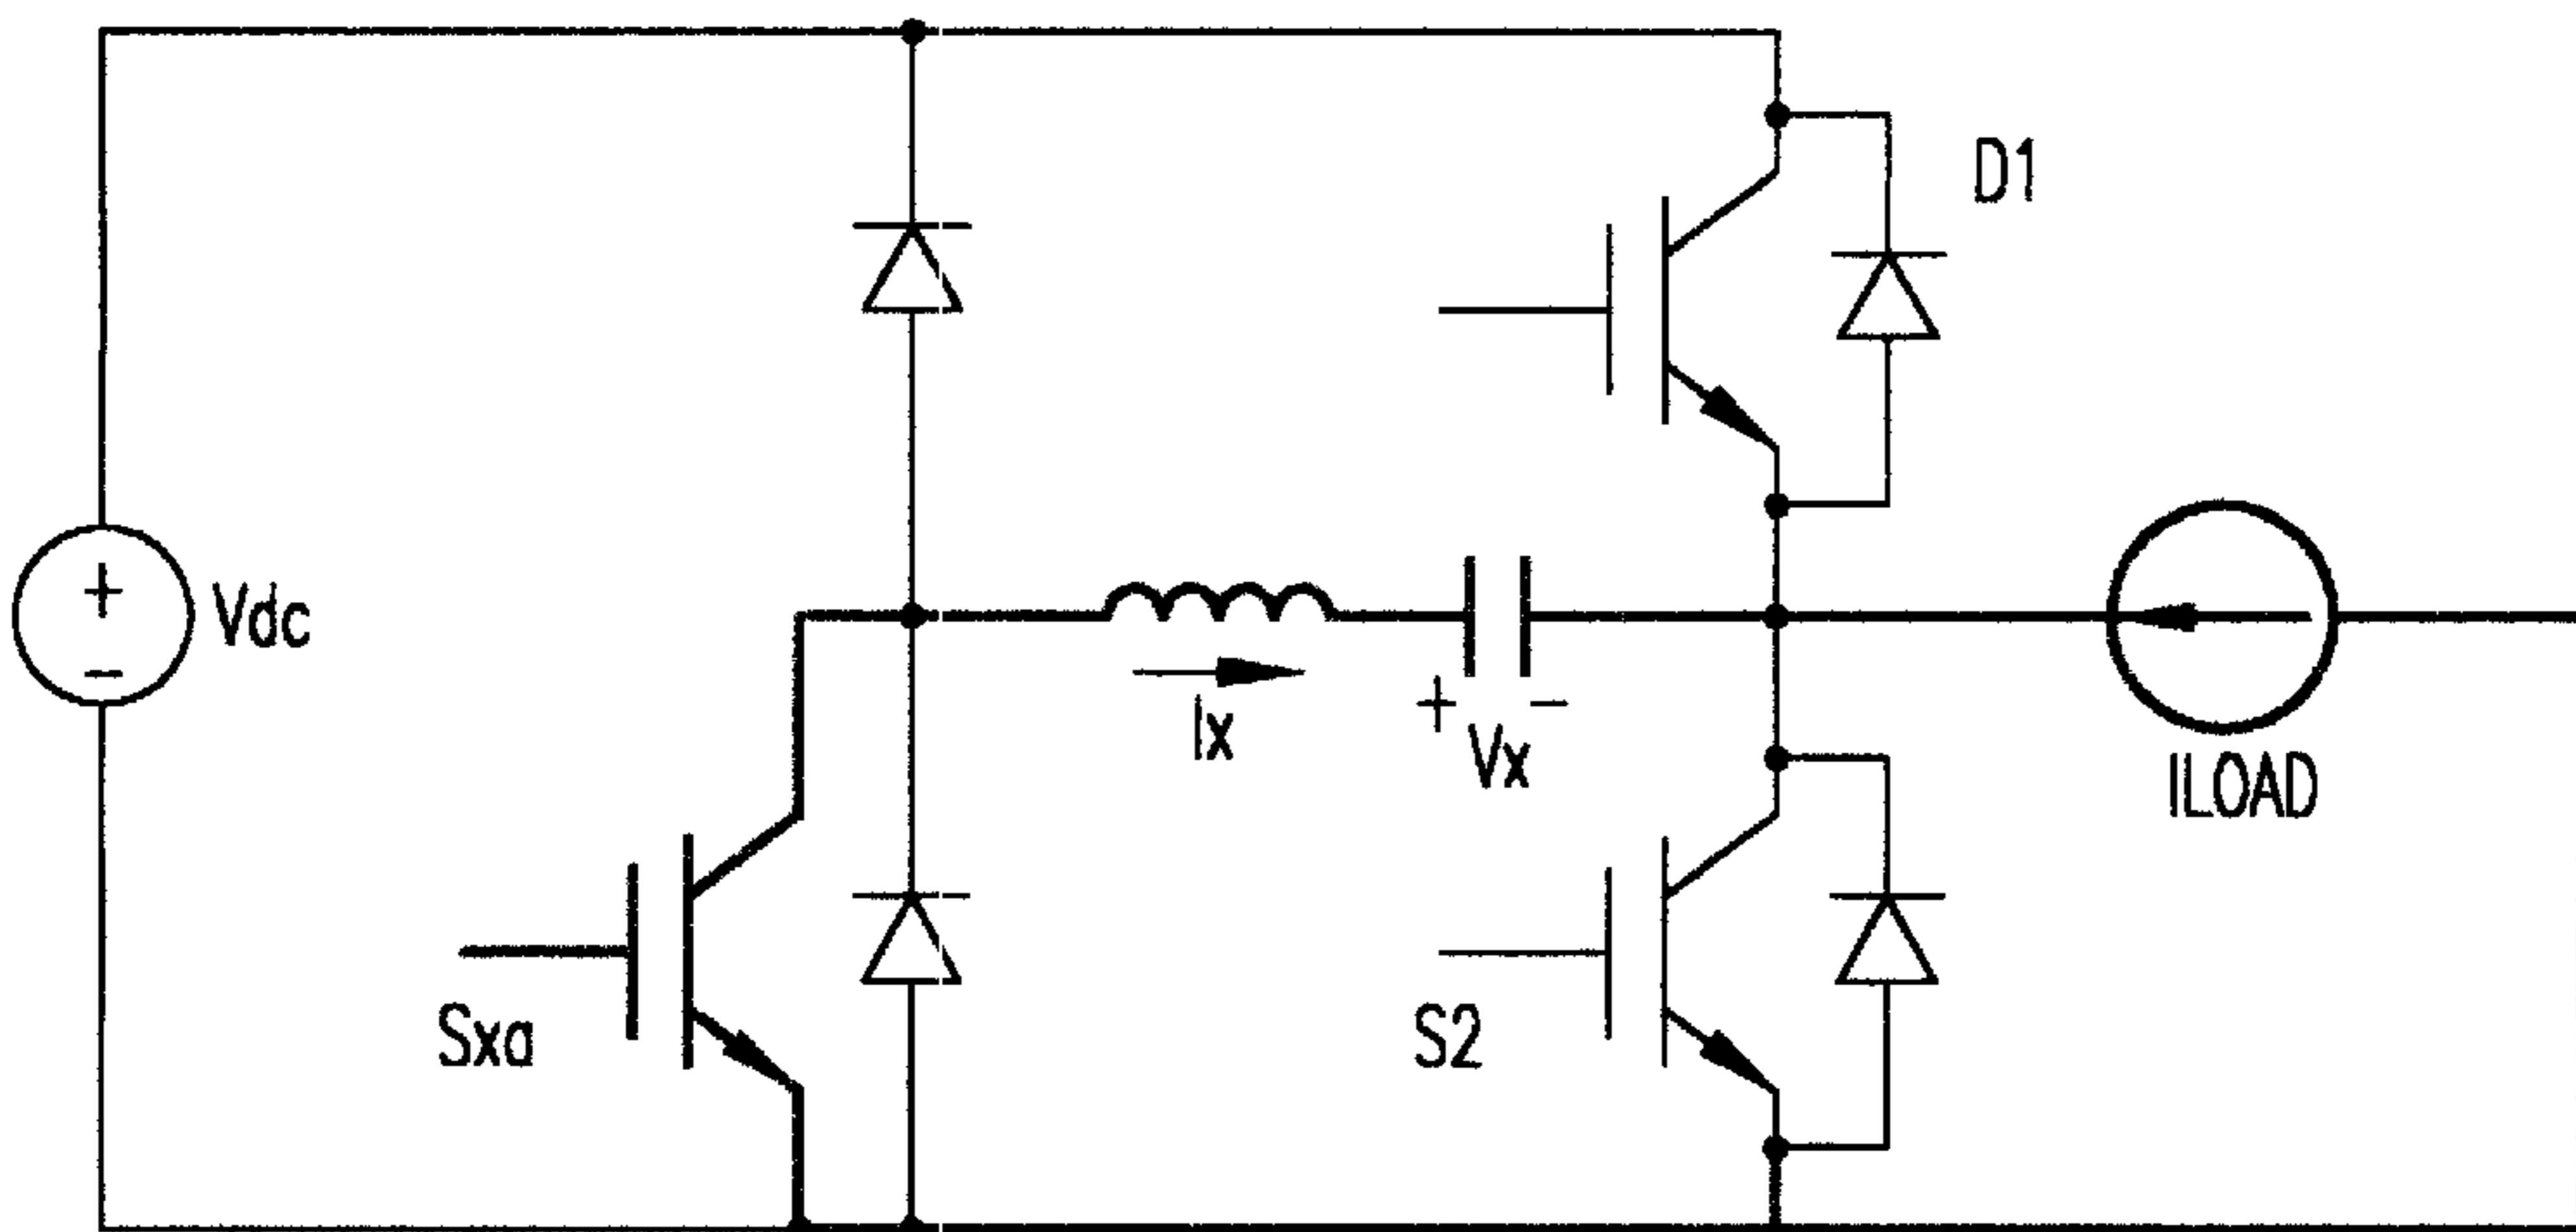 D1
+
Vdc
-
Ix
+ -
Vx
ILOAD
Sxa
S2